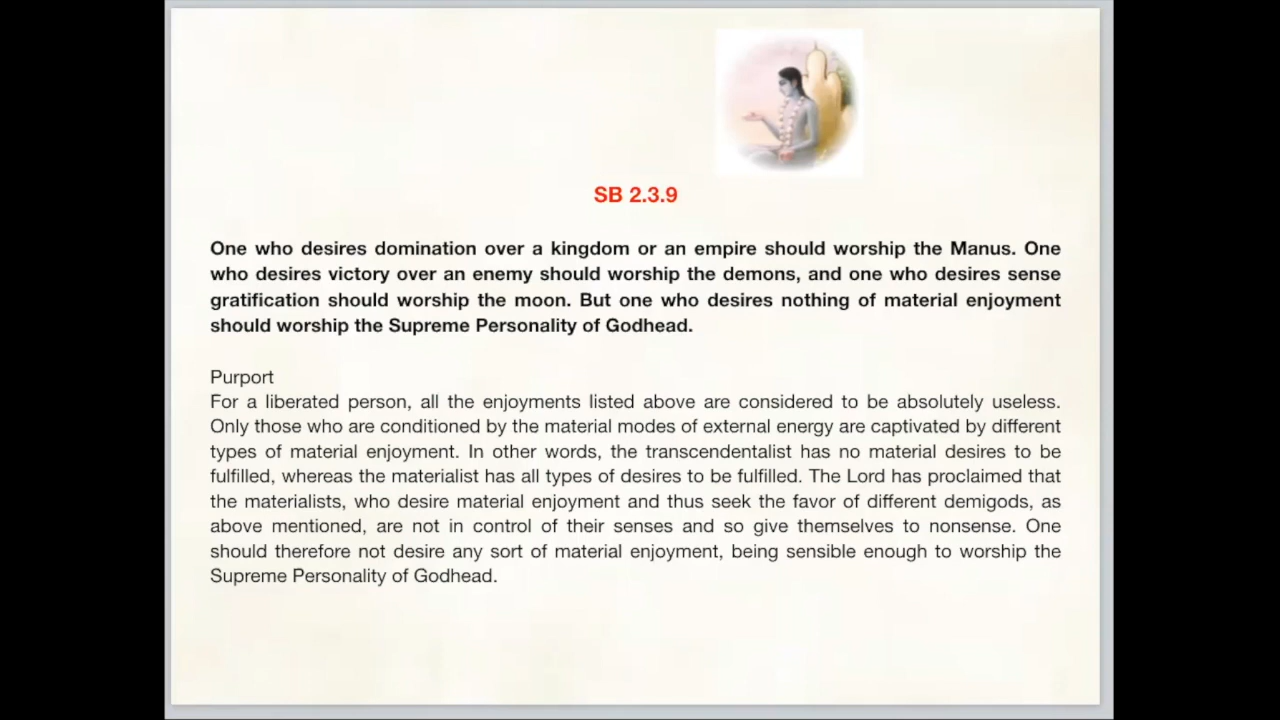 SB 2.3.9
One who desires domination over a kingdom or an empire should worship the Manus. One
who desires victory over an enemy should worship the demons, and one who desires sense
gratification should worship the moon. But one who desires nothing of material enjoyment
should worship the Supreme Personality of Godhead.
Purport
For a liberated person, all the enjoyments listed above are considered to be absolutely useless.
Only those who are conditioned by the material modes of external energy are captivated by different
types of material enjoyment. In other words, the transcendentalist has no material desires to be
fulfilled, whereas the materialist has all types of desires to be fulfilled. The Lord has proclaimed that
the materialists, who desire material enjoyment and thus seek the favor of different demigods, as
above mentioned, are not in control of their senses and so give themselves to nonsense. One
should therefore not desire any sort of material enjoyment, being sensible enough to worship the
Supreme Personality of Godhead.